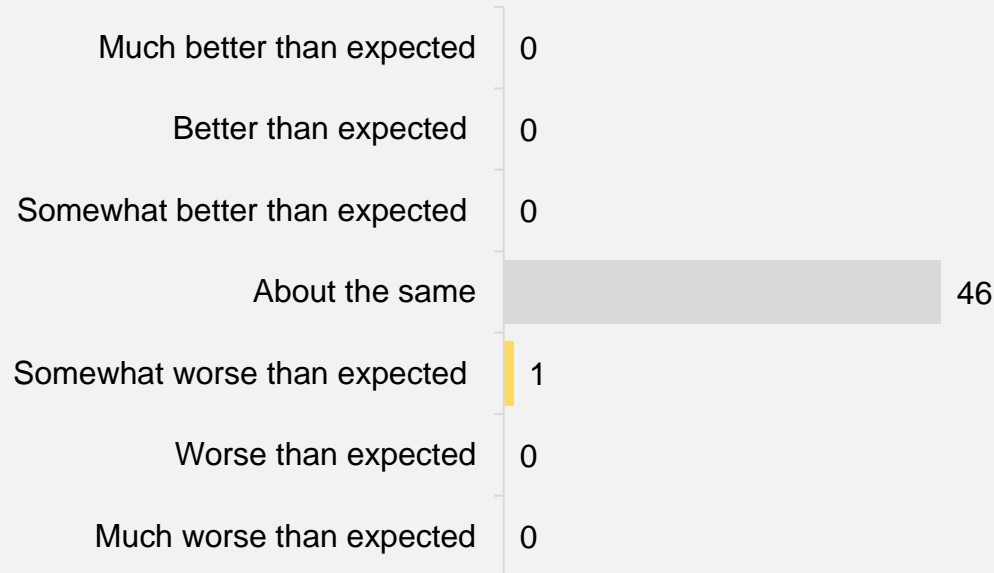 Much better than expected 0
Better than expected 0
Somewhat better than expected 0
About the same 46
Somewhat worse than expected 1
Worse than expected 0
Much worse than expected 0